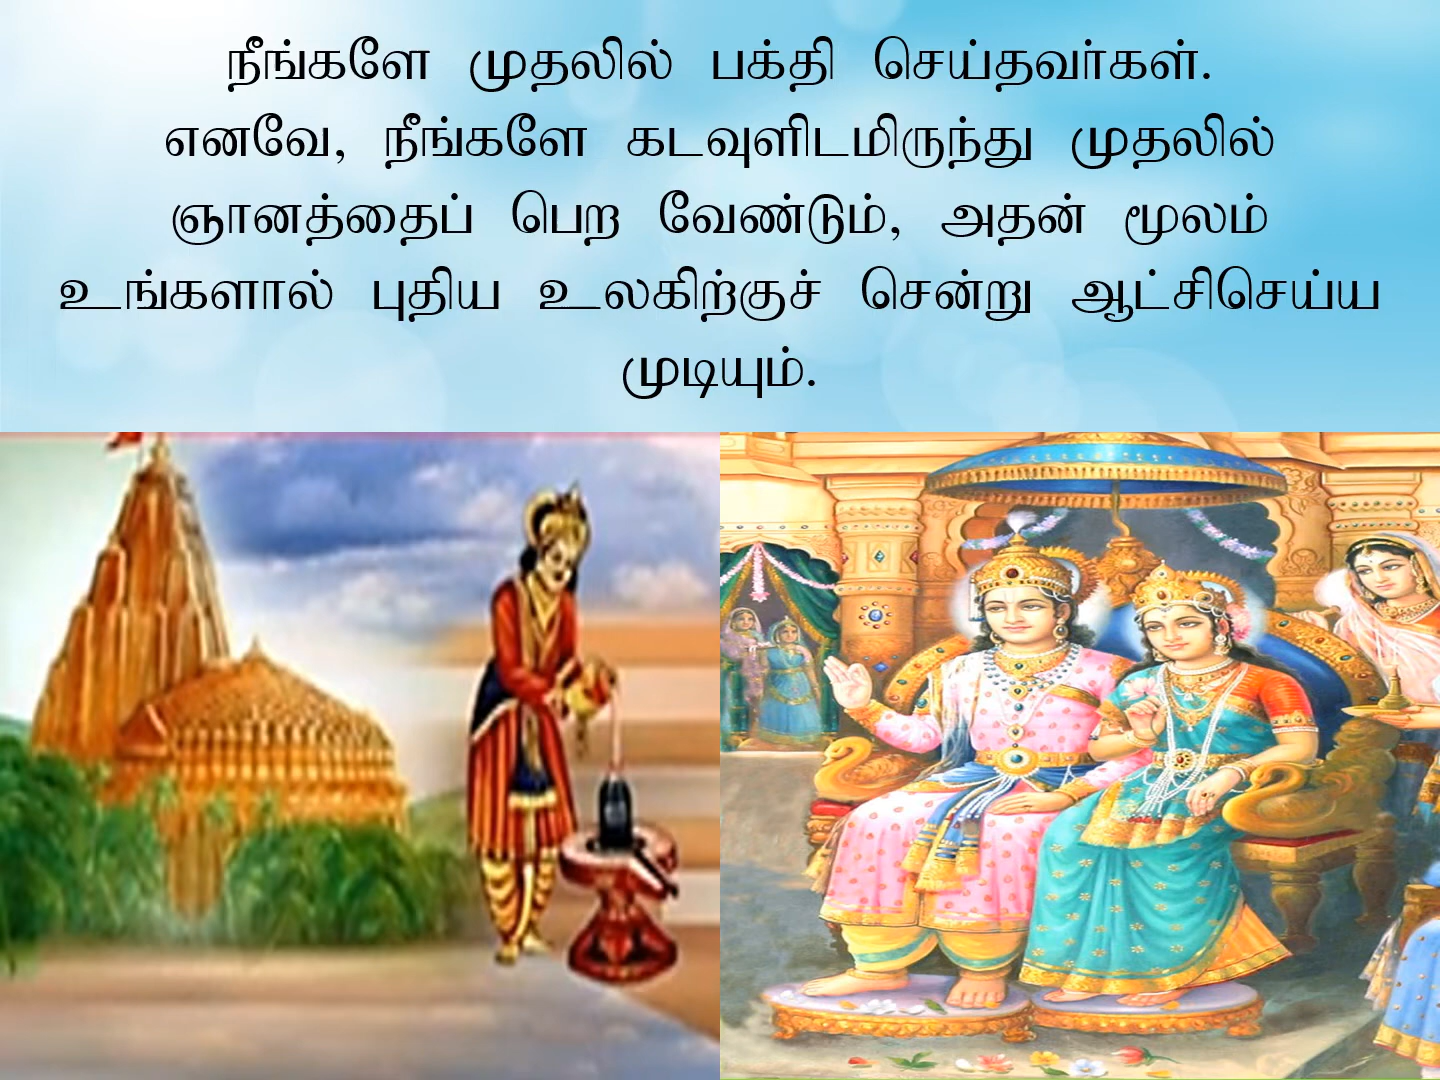 நீங்களே முதலில் பக்தி செய்தவர்கள்.
எனவே, நீங்களே கடவுளிடமிருந்து முதலில்
ஞானத்தைப் பெற வேண்டும், அதன் மூலம்
உங்களால் புதிய உலகிற்குச் சென்று ஆட்சிசெய்ய
முடியும்.